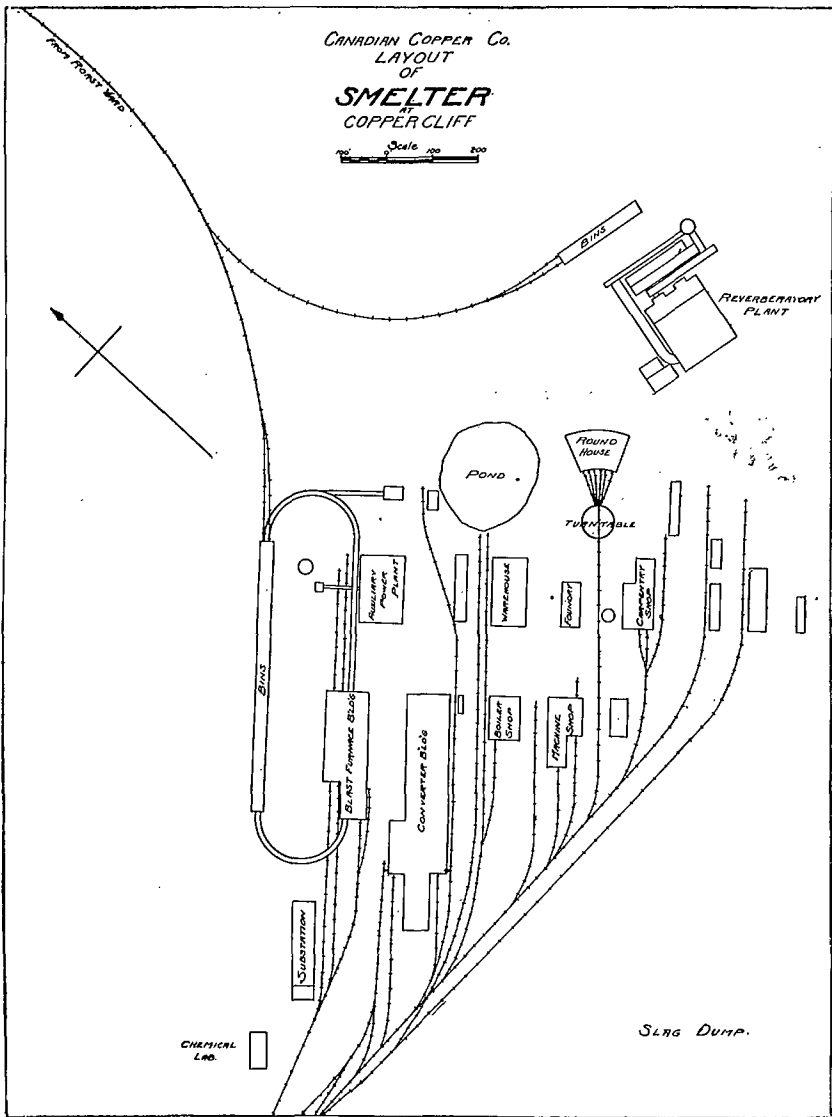 CANADIAN COPPER CO.
LAYOUT
OF
SMELTER
AT
COPPER CLIFF
Scale
100' 0 100 200
FROM ROAST YARD
BINS
REVERBERATORY
PLANT
POND
ROUND
HOUSE
TURNTABLE
AUXILIARY
POWER
PLANT
WAREHOUSE
FOUNDRY
CARPENTRY
SHOP
BINS
BLAST FURNACE BLD'G
CONVERTER BLD'G
BOILER
SHOP
MACHINE
SHOP
SUBSTATION
CHEMICAL
LAB.
SLAG DUMP.